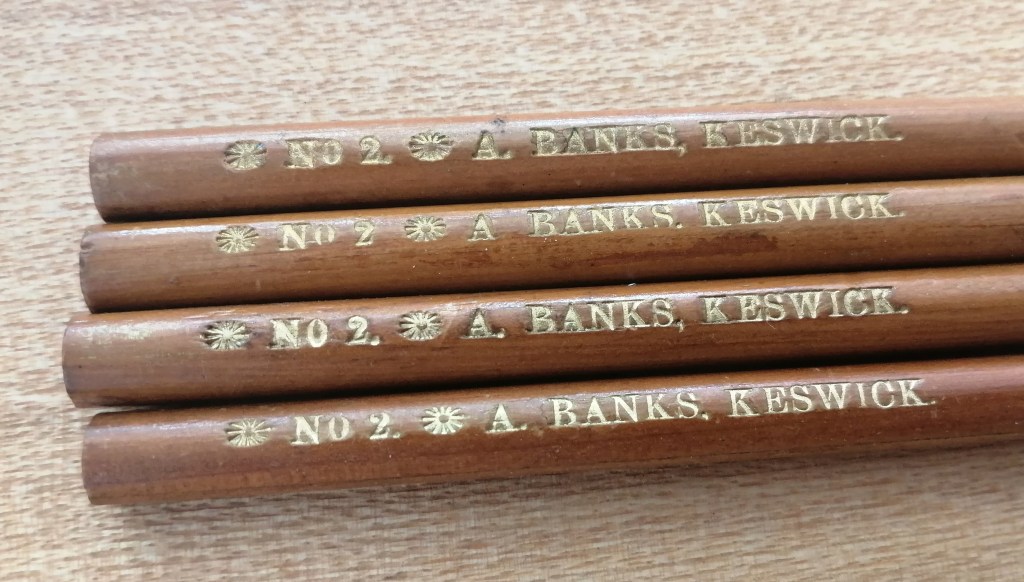 No 2. A. BANKS, KESWICK.
No 2 A BANKS. KESWICK.
No 2. A. BANKS, KESWICK.
No 2. A. BANKS. KESWICK.